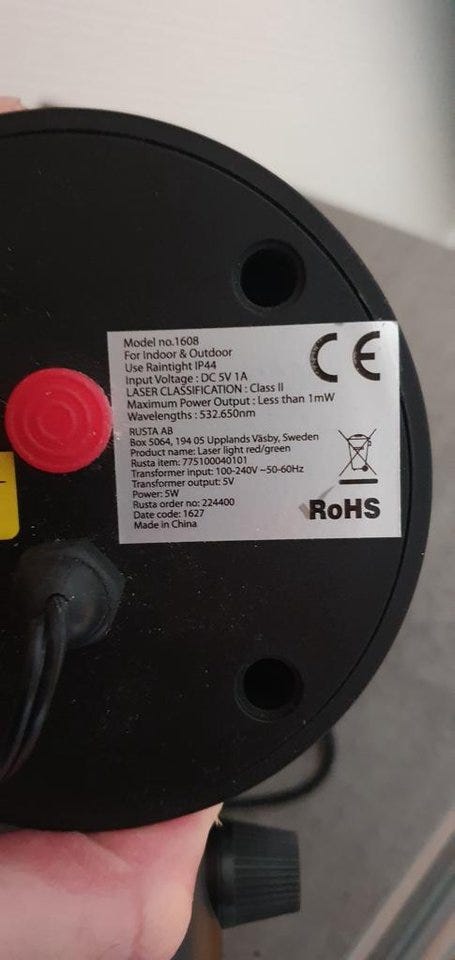 Model no.1608
For Indoor & Outdoor
Use Raintight IP44
Input Voltage : DC 5V 1A
LASER CLASSIFICATION : Class II
Maximum Power Output : Less than 1mW
Wavelengths : 532.650nm
CE
RUSTA AB
Box 5064, 194 05 Upplands Väsby, Sweden
Product name: Laser light red/green
Rusta item: 775100040101
Transformer input: 100-240V ~50-60Hz
Transformer output: 5V
Power: 5W
Rusta order no: 224400
Date code: 1627
Made in China
RoHS